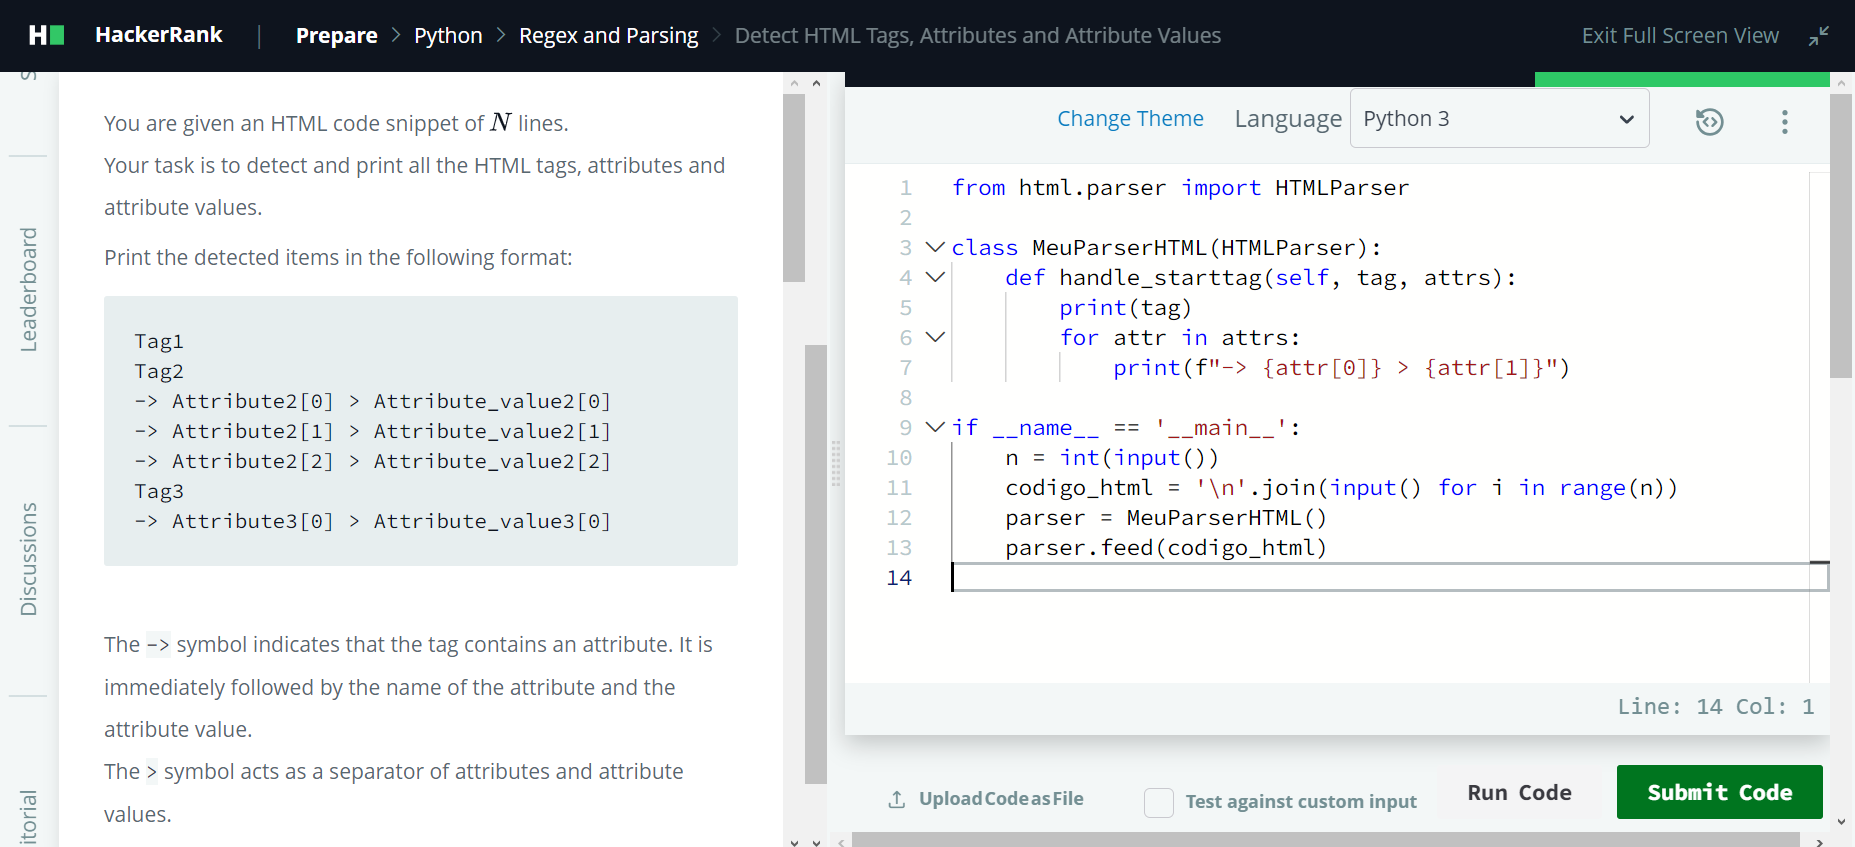 HackerRank | Prepare > Python > Regex and Parsing > Detect HTML Tags, Attributes and Attribute Values Exit Full Screen View
Leaderboard
Discussions
itorial
You are given an HTML code snippet of N lines.
Your task is to detect and print all the HTML tags, attributes and
attribute values.
Print the detected items in the following format:
Tag1
Tag2
-> Attribute2[0] > Attribute_value2[0]
-> Attribute2[1] > Attribute_value2[1]
-> Attribute2[2] > Attribute_value2[2]
Tag3
-> Attribute3[0] > Attribute_value3[0]
The -> symbol indicates that the tag contains an attribute. It is
immediately followed by the name of the attribute and the
attribute value.
The > symbol acts as a separator of attributes and attribute
values.
Change Theme Language Python 3
1 from html.parser import HTMLParser
2
3 class MeuParserHTML(HTMLParser):
4     def handle_starttag(self, tag, attrs):
5         print(tag)
6         for attr in attrs:
7             print(f"-> {attr[0]} > {attr[1]}")
8
9 if __name__ == '__main__':
10     n = int(input())
11     codigo_html = '\n'.join(input() for i in range(n))
12     parser = MeuParserHTML()
13     parser.feed(codigo_html)
14
Line: 14 Col: 1
Upload Code as File Test against custom input Run Code Submit Code